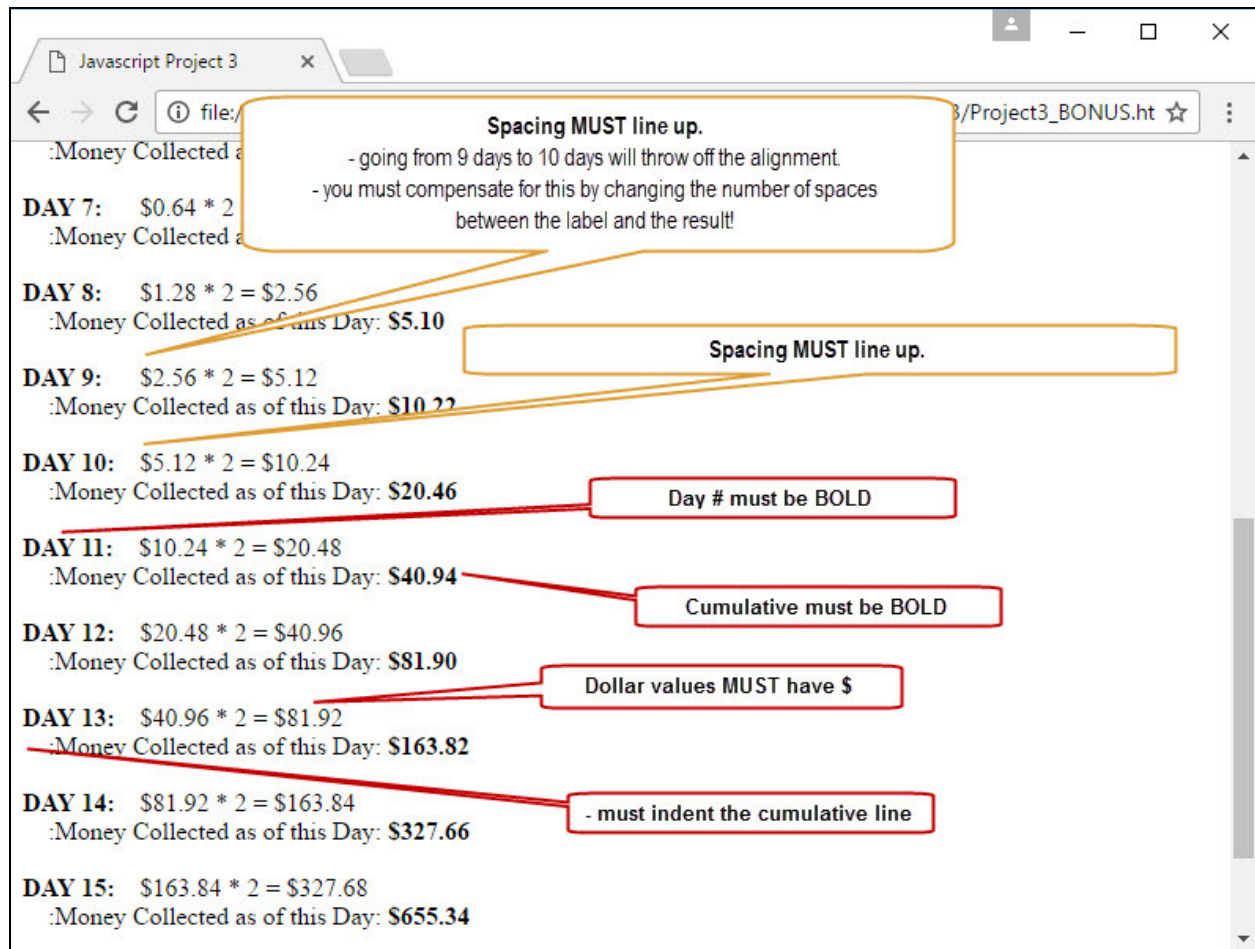 Javascript Project 3
file:/
3/Project3_BONUS.ht
:Money Collected a
Spacing MUST line up.
- going from 9 days to 10 days will throw off the alignment.
- you must compensate for this by changing the number of spaces
between the label and the result!
DAY 7: $0.64 * 2
:Money Collected a
DAY 8: $1.28 * 2 = $2.56
:Money Collected as of this Day: $5.10
Spacing MUST line up.
DAY 9: $2.56 * 2 = $5.12
:Money Collected as of this Day: $10.22
DAY 10: $5.12 * 2 = $10.24
:Money Collected as of this Day: $20.46
Day # must be BOLD
DAY 11: $10.24 * 2 = $20.48
:Money Collected as of this Day: $40.94
Cumulative must be BOLD
DAY 12: $20.48 * 2 = $40.96
:Money Collected as of this Day: $81.90
Dollar values MUST have $
DAY 13: $40.96 * 2 = $81.92
:Money Collected as of this Day: $163.82
DAY 14: $81.92 * 2 = $163.84
:Money Collected as of this Day: $327.66
- must indent the cumulative line
DAY 15: $163.84 * 2 = $327.68
:Money Collected as of this Day: $655.34